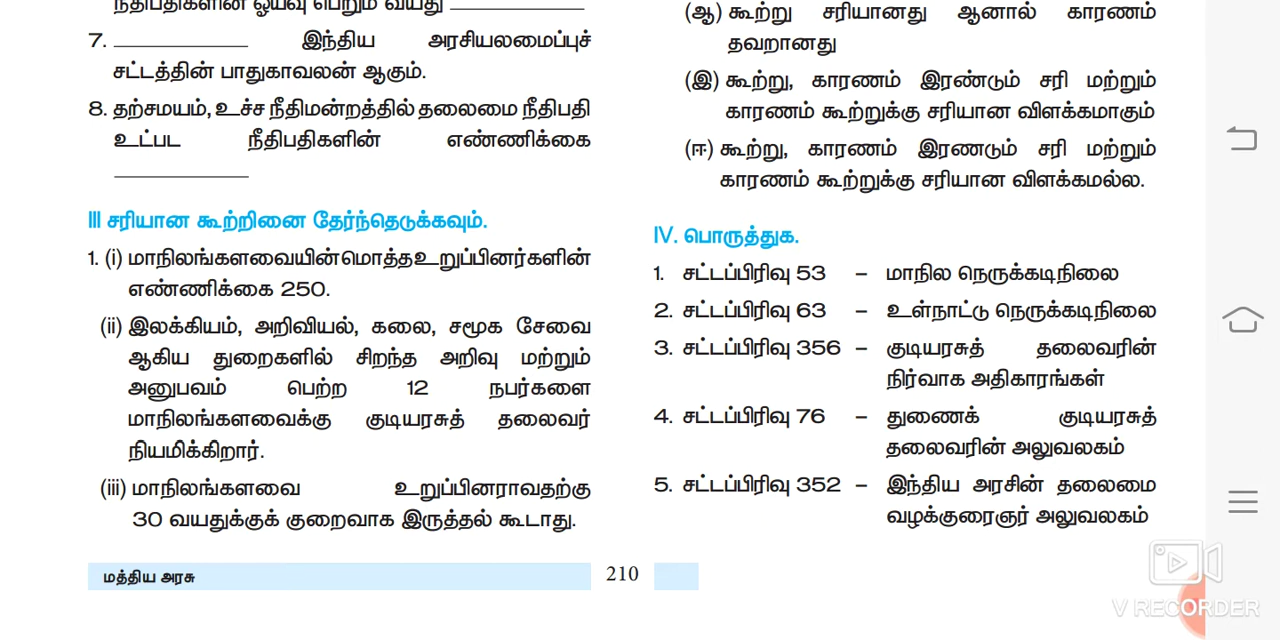 நீதிபதிகளின் ஓய்வு பெறும் வயது ____________
7. ____________ இந்திய அரசியலமைப்புச்
சட்டத்தின் பாதுகாவலன் ஆகும்.
8. தற்சமயம், உச்ச நீதிமன்றத்தில் தலைமை நீதிபதி
உட்பட நீதிபதிகளின் எண்ணிக்கை
____________
III சரியான கூற்றினை தேர்ந்தெடுக்கவும்.
1. (i) மாநிலங்களவையின் மொத்த உறுப்பினர்களின்
எண்ணிக்கை 250.
(ii) இலக்கியம், அறிவியல், கலை, சமூக சேவை
ஆகிய துறைகளில் சிறந்த அறிவு மற்றும்
அனுபவம் பெற்ற 12 நபர்களை
மாநிலங்களவைக்கு குடியரசுத் தலைவர்
நியமிக்கிறார்.
(iii) மாநிலங்களவை உறுப்பினராவதற்கு
30 வயதுக்குக் குறைவாக இருத்தல் கூடாது.
(ஆ) கூற்று சரியானது ஆனால் காரணம்
தவறானது
(இ) கூற்று, காரணம் இரண்டும் சரி மற்றும்
காரணம் கூற்றுக்கு சரியான விளக்கமாகும்
(ஈ) கூற்று, காரணம் இரணடும் சரி மற்றும்
காரணம் கூற்றுக்கு சரியான விளக்கமல்ல.
IV. பொருத்துக.
1. சட்டப்பிரிவு 53 – மாநில நெருக்கடிநிலை
2. சட்டப்பிரிவு 63 – உள்நாட்டு நெருக்கடிநிலை
3. சட்டப்பிரிவு 356 – குடியரசுத் தலைவரின்
நிர்வாக அதிகாரங்கள்
4. சட்டப்பிரிவு 76 – துணைக் குடியரசுத்
தலைவரின் அலுவலகம்
5. சட்டப்பிரிவு 352 – இந்திய அரசின் தலைமை
வழக்குரைஞர் அலுவலகம்
மத்திய அரசு
210
V RECORDER